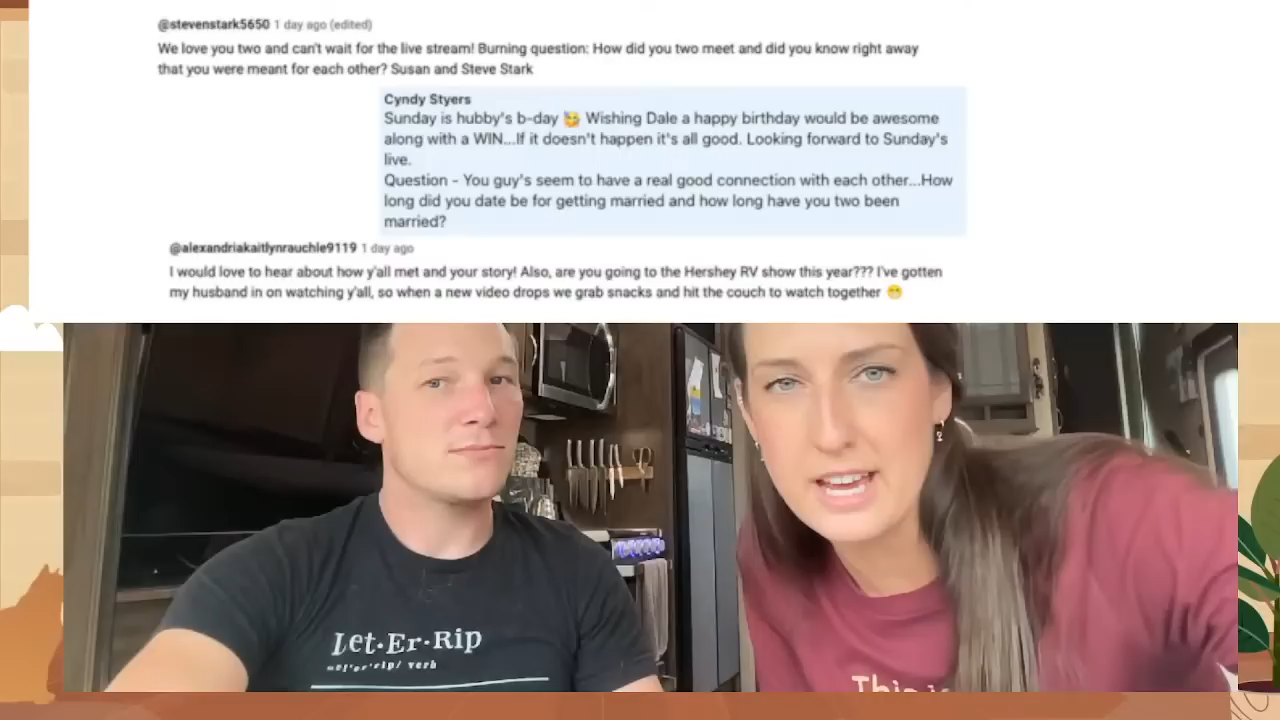 @stevenstark5650 1 day ago (edited)
We love you two and can't wait for the live stream! Burning question: How did you two meet and did you know right away
that you were meant for each other? Susan and Steve Stark
Cyndy Styers
Sunday is hubby's b-day 🥳 Wishing Dale a happy birthday would be awesome
along with a WIN...If it doesn't happen it's all good. Looking forward to Sunday's
live.
Question - You guy's seem to have a real good connection with each other...How
long did you date be for getting married and how long have you two been
married?
@alexandriakaitlynrauchle9119 1 day ago
I would love to hear about how y'all met and your story! Also, are you going to the Hershey RV show this year??? I've gotten
my husband in on watching y'all, so when a new video drops we grab snacks and hit the couch to watch together 😁
Let·Er·Rip
verb
This is